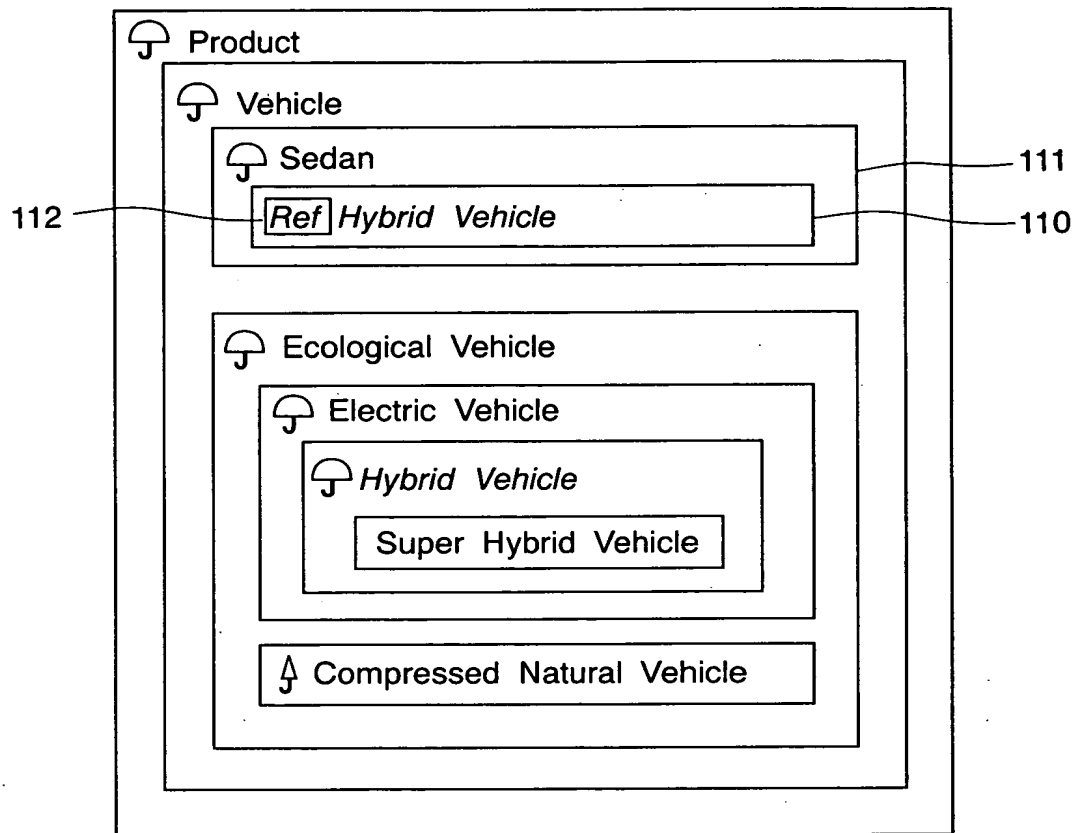 Product
Vehicle
Sedan
111
112
Ref Hybrid Vehicle
110
Ecological Vehicle
Electric Vehicle
Hybrid Vehicle
Super Hybrid Vehicle
Compressed Natural Vehicle